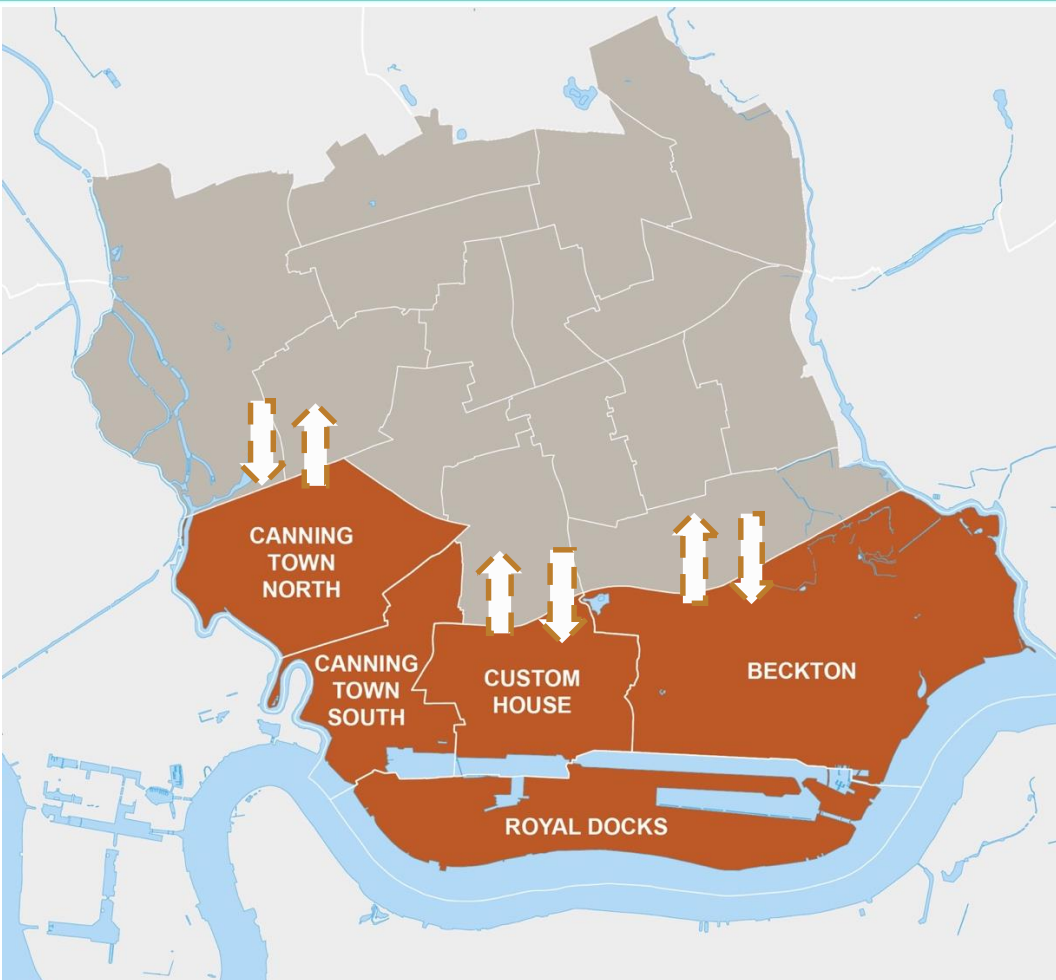 CANNING
TOWN
NORTH
CANNING
TOWN
SOUTH
CUSTOM
HOUSE
BECKTON
ROYAL DOCKS